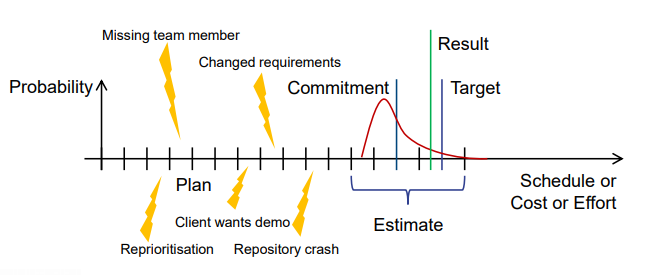 Missing team member
Result
Changed requirements
Probability
Commitment
Target
Plan
Schedule or
Cost or Effort
Client wants demo
Estimate
Reprioritisation
Repository crash